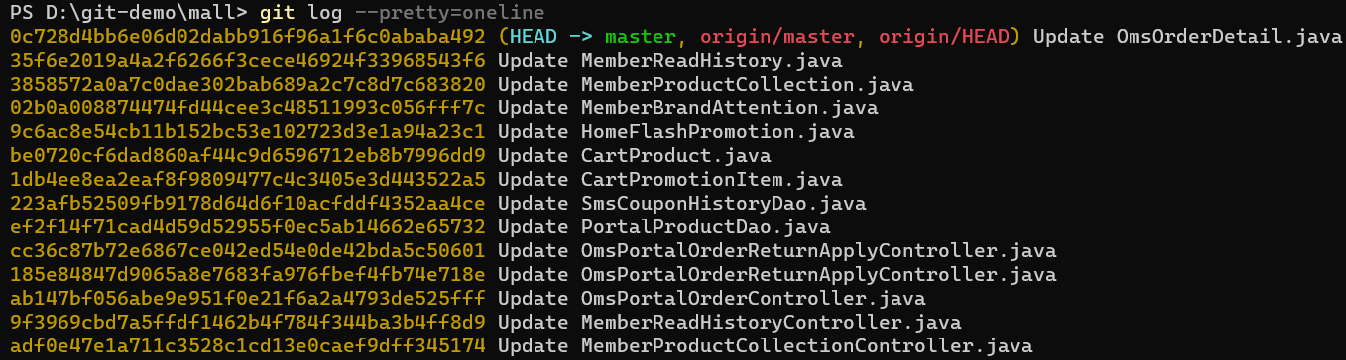 PS D:\git-demo\mall> git log --pretty=oneline
0c728d4bb6e06d02dabb916f96a1f6c0ababa492 (HEAD -> master, origin/master, origin/HEAD) Update OmsOrderDetail.java
35f6e2019a4a2f6266f3cece46924f33968543f6 Update MemberReadHistory.java
3858572a0a7c0dae302bab689a2c7c8d7c683820 Update MemberProductCollection.java
02b0a008874474fd44cee3c48511993c056fff7c Update MemberBrandAttention.java
9c6ac8e54cb11b152bc53e102723d3e1a94a23c1 Update HomeFlashPromotion.java
be0720cf6dad860af44c9d6596712eb8b7996dd9 Update CartProduct.java
1db4ee8ea2eaf8f9809477c4c3405e3d443522a5 Update CartPromotionItem.java
223afb52509fb9178d64d6f10acfddf4352aa4ce Update SmsCouponHistoryDao.java
ef2f14f71cad4d59d52955f0ec5ab14662e65732 Update PortalProductDao.java
cc36c87b72e6867ce042ed54e0de42bda5c50601 Update OmsPortalOrderReturnApplyController.java
185e84847d9065a8e7683fa976fbef4fb74e718e Update OmsPortalOrderReturnApplyController.java
ab147bf056abe9e951f0e21f6a2a4793de525fff Update OmsPortalOrderController.java
9f3969cbd7a5ffdf1462b4f784f344ba3b4ff8d9 Update MemberReadHistoryController.java
adf0e47e1a711c3528c1cd13e0caef9dff345174 Update MemberProductCollectionController.java